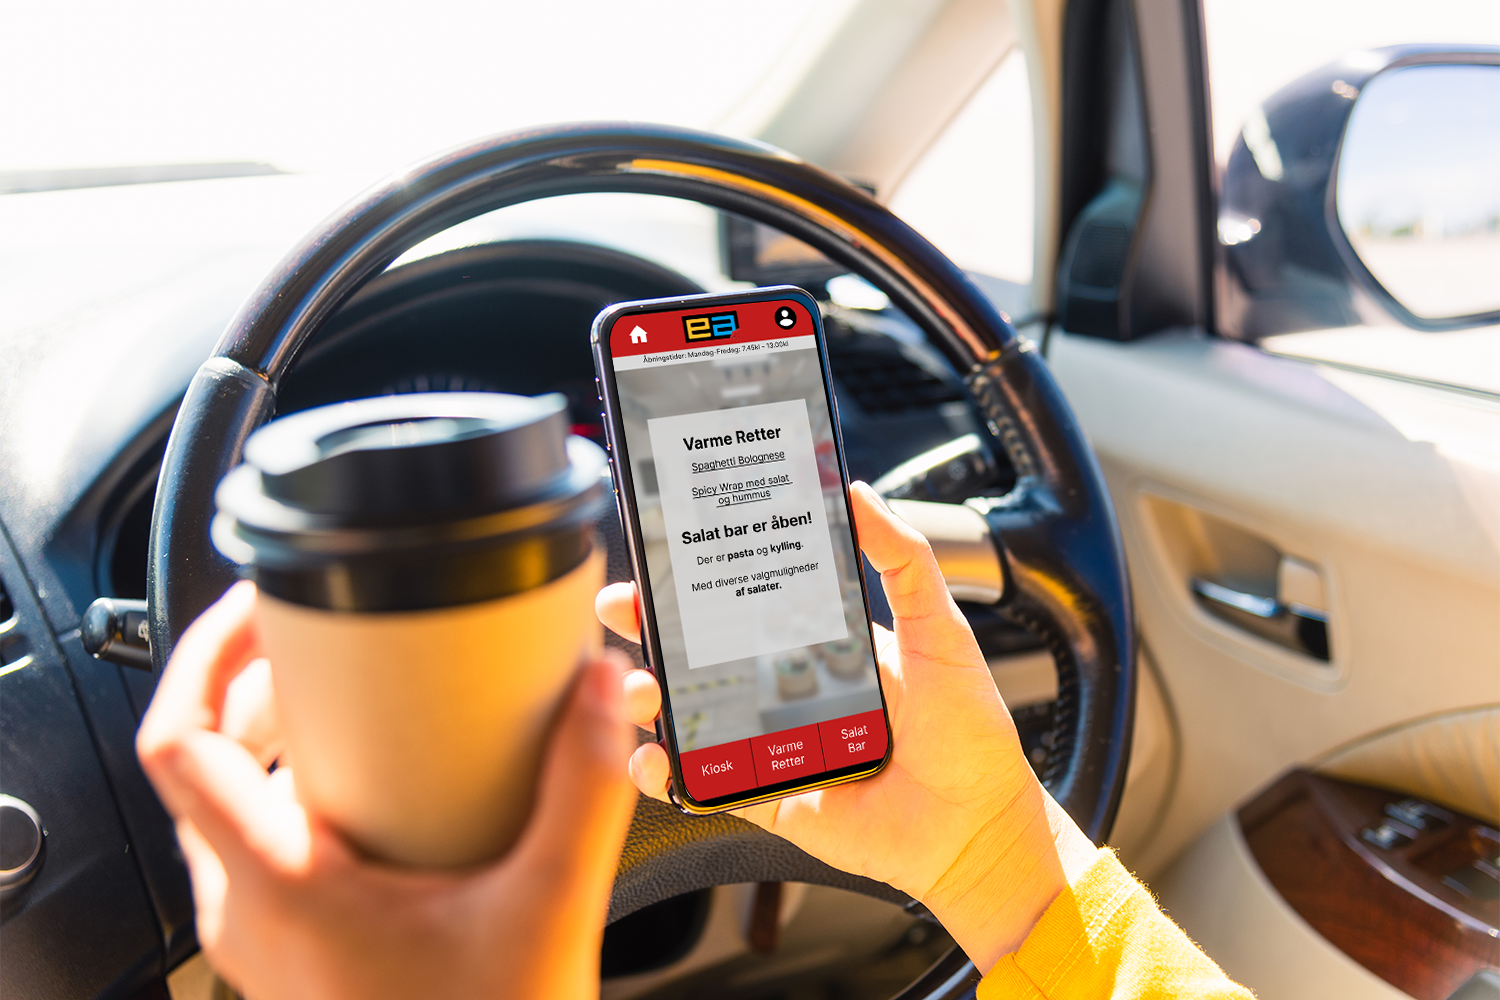 ea
Åbningstider: Mandag-Fredag: 7.45kl - 13.00kl
Varme Retter
Spaghetti Bolognese
Spicy Wrap med salat
og hummus
Salat bar er åben!
Der er pasta og kylling.
Med diverse valgmuligheder
af salater.
Kiosk
Varme
Retter
Salat
Bar